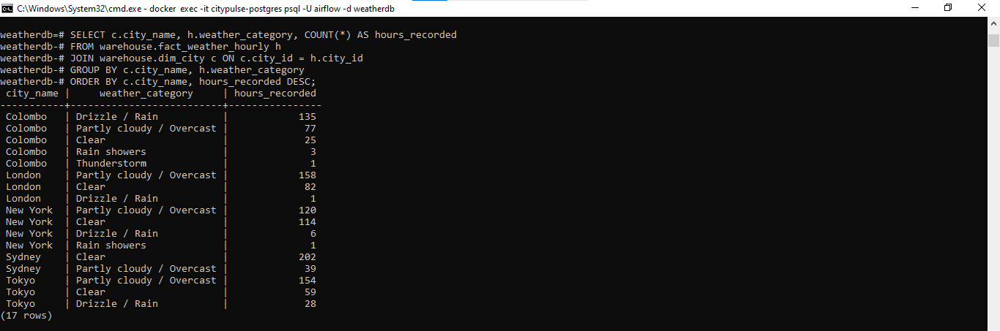 C:\Windows\System32\cmd.exe - docker  exec -it citypulse-postgres psql -U airflow -d weatherdb
weatherdb=# SELECT c.city_name, h.weather_category, COUNT(*) AS hours_recorded
weatherdb-# FROM warehouse.fact_weather_hourly h
weatherdb-# JOIN warehouse.dim_city c ON c.city_id = h.city_id
weatherdb-# GROUP BY c.city_name, h.weather_category
weatherdb-# ORDER BY c.city_name, hours_recorded DESC;
 city_name |     weather_category     | hours_recorded
-----------+--------------------------+----------------
 Colombo   | Drizzle / Rain           |            135
 Colombo   | Partly cloudy / Overcast |             77
 Colombo   | Clear                    |             25
 Colombo   | Rain showers             |              3
 Colombo   | Thunderstorm             |              1
 London    | Partly cloudy / Overcast |            158
 London    | Clear                    |             82
 London    | Drizzle / Rain           |              1
 New York  | Partly cloudy / Overcast |            120
 New York  | Clear                    |            114
 New York  | Drizzle / Rain           |              6
 New York  | Rain showers             |              1
 Sydney    | Clear                    |            202
 Sydney    | Partly cloudy / Overcast |             39
 Tokyo     | Partly cloudy / Overcast |            154
 Tokyo     | Clear                    |             59
 Tokyo     | Drizzle / Rain           |             28
(17 rows)